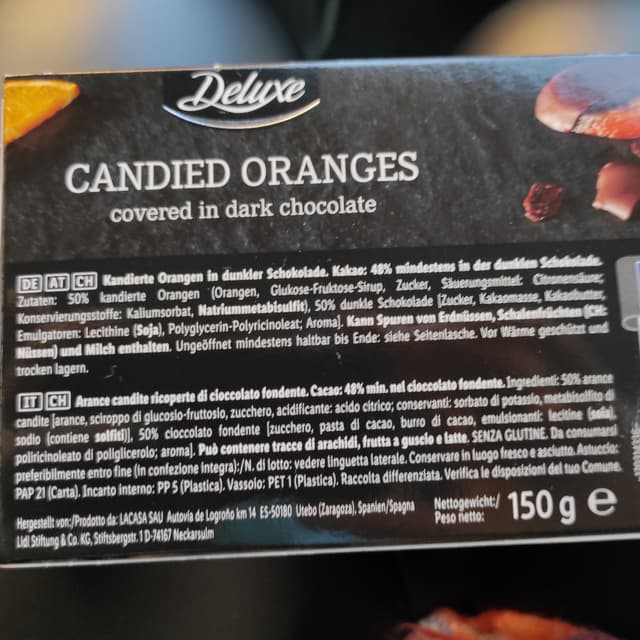 Deluxe
CANDIED ORANGES
covered in dark chocolate
DE AT CH Kandierte Orangen in dunkler Schokolade. Kakao: 48% mindestens in der dunklen Schokolade.
Zutaten: 50% kandierte Orangen (Orangen, Glukose-Fruktose-Sirup, Zucker, Säuerungsmittel: Citronensäure;
Konservierungsstoffe: Kaliumsorbat, Natriummetabisulfit), 50% dunkle Schokolade [Zucker, Kakaomasse, Kakaobutter,
Emulgatoren: Lecithine (Soja), Polyglycerin-Polyricinoleat; Aroma]. Kann Spuren von Erdnüssen, Schalenfrüchten (CH:
Nüssen) und Milch enthalten. Ungeöffnet mindestens haltbar bis Ende: siehe Seitenlasche. Vor Wärme geschützt und
trocken lagern.
IT CH Arance candite ricoperte di cioccolato fondente. Cacao: 48% min. nel cioccolato fondente. Ingredienti: 50% arance
candite [arance, sciroppo di glucosio-fruttosio, zucchero, acidificante: acido citrico; conservanti: sorbato di potassio, metabisolfito di
sodio (contiene solfiti)], 50% cioccolato fondente [zucchero, pasta di cacao, burro di cacao, emulsionanti: lecitine (soia),
poliricinoleato di poliglicerolo; aroma]. Può contenere tracce di arachidi, frutta a guscio e latte. SENZA GLUTINE. Da consumarsi
preferibilmente entro fine (in confezione integra):/N. di lotto: vedere linguetta laterale. Conservare in luogo fresco e asciutto. Astuccio:
PAP 21 (Carta). Incarto interno: PP 5 (Plastica). Vassoio: PET 1 (Plastica). Raccolta differenziata. Verifica le disposizioni del tuo Comune.
Hergestellt von:/Prodotto da: LACASA SAU Autovía de Logroño km 14 ES-50180 Utebo (Zaragoza), Spanien/Spagna
Lidl Stiftung & Co. KG, Stiftsbergstr. 1 D-74167 Neckarsulm
Nettogewicht:/
Peso netto:
150 g e